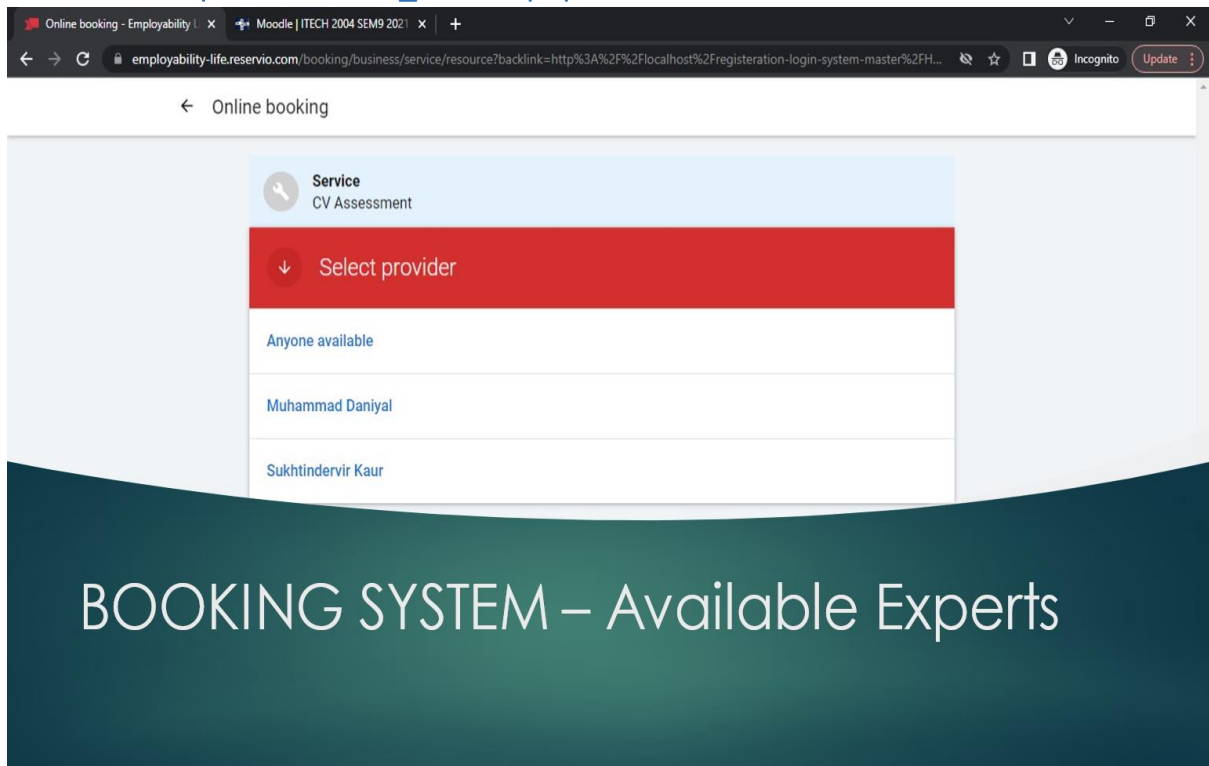 Online booking - Employability L
Moodle | ITECH 2004 SEM9 2021
employability-life.reservio.com/booking/business/service/resource?backlink=http%3A%2F%2Flocalhost%2Fregisteration-login-system-master%2FH...
Incognito
Update
Online booking
Service
CV Assessment
Select provider
Anyone available
Muhammad Daniyal
Sukhtindervir Kaur
BOOKING SYSTEM – Available Experts